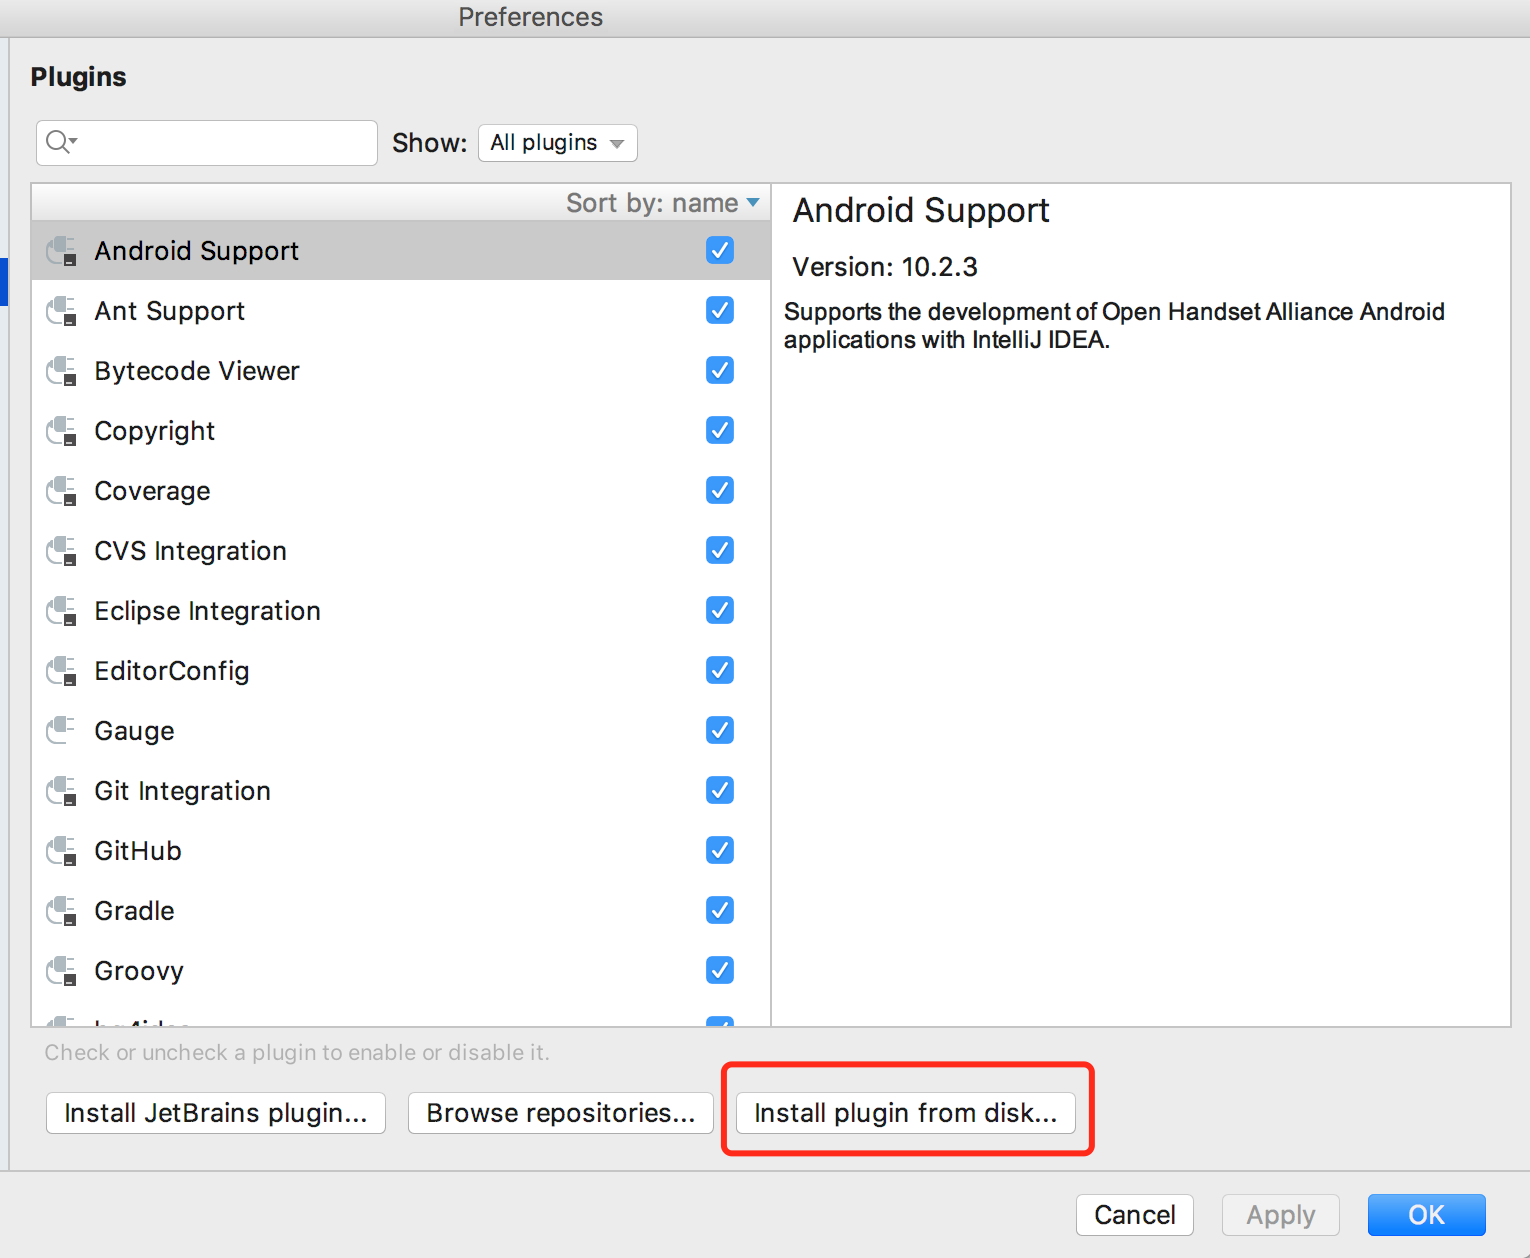 Preferences
Plugins
Show: All plugins
Sort by: name
Android Support
Ant Support
Bytecode Viewer
Copyright
Coverage
CVS Integration
Eclipse Integration
EditorConfig
Gauge
Git Integration
GitHub
Gradle
Groovy
Android Support
Version: 10.2.3
Supports the development of Open Handset Alliance Android
applications with IntelliJ IDEA.
Check or uncheck a plugin to enable or disable it.
Install JetBrains plugin... Browse repositories... Install plugin from disk...
Cancel Apply OK